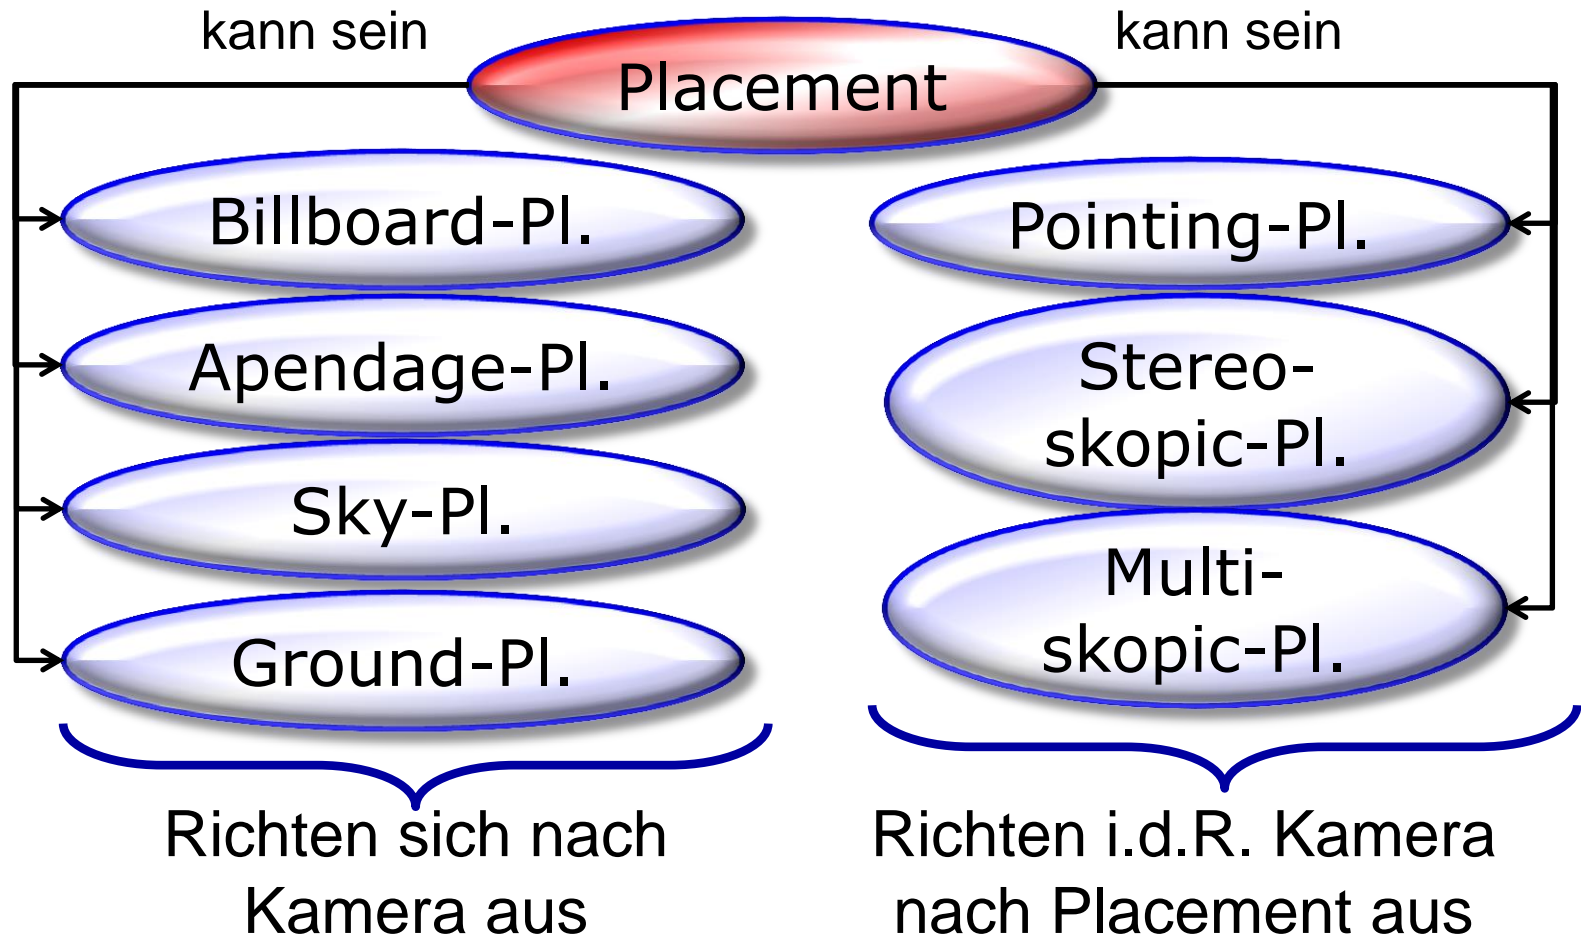 kann sein
Placement
kann sein
Billboard-Pl.
Apendage-Pl.
Sky-Pl.
Ground-Pl.
Richten sich nach
Kamera aus
Pointing-Pl.
Stereo-
skopic-Pl.
Multi-
skopic-Pl.
Richten i.d.R. Kamera
nach Placement aus